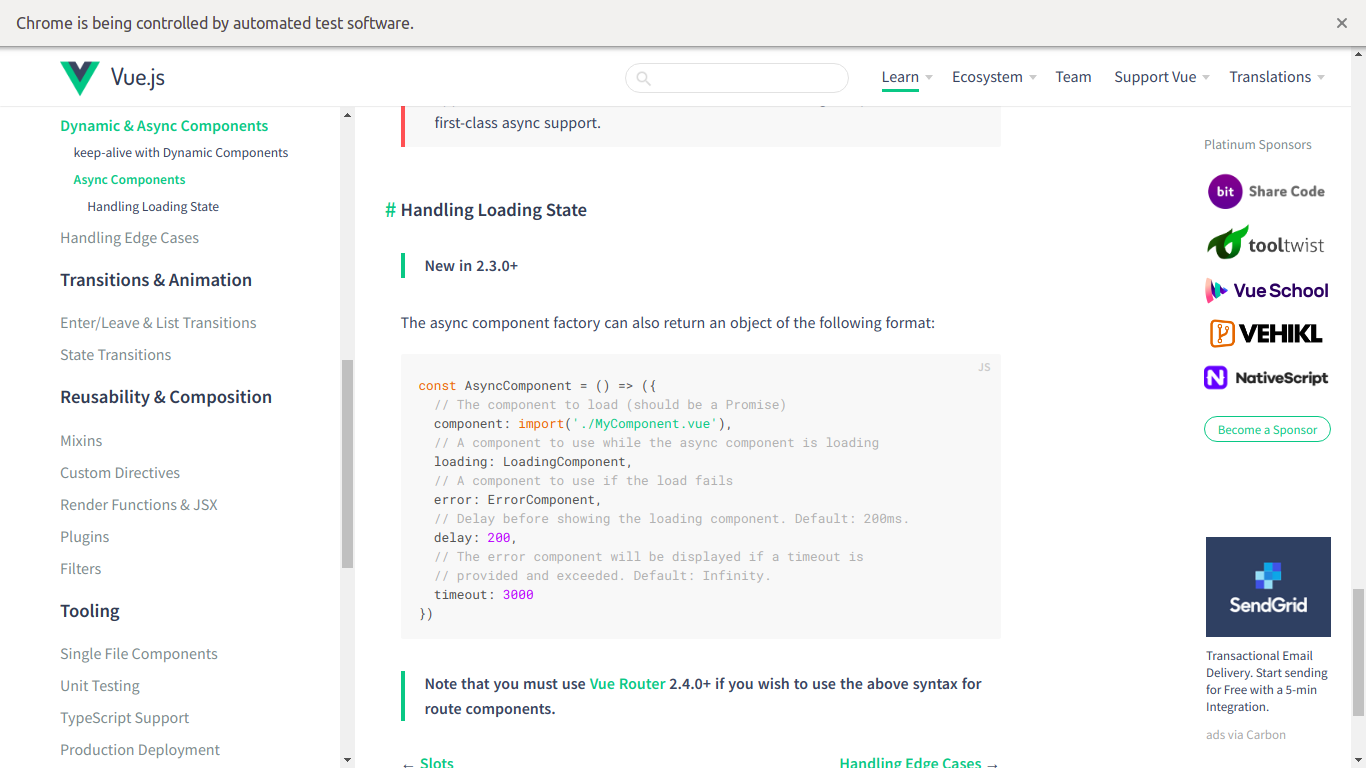 Chrome is being controlled by automated test software.
Vue.js
Learn
Ecosystem
Team
Support Vue
Translations
Dynamic & Async Components
keep-alive with Dynamic Components
Async Components
Handling Loading State
Handling Edge Cases
Transitions & Animation
Enter/Leave & List Transitions
State Transitions
Reusability & Composition
Mixins
Custom Directives
Render Functions & JSX
Plugins
Filters
Tooling
Single File Components
Unit Testing
TypeScript Support
Production Deployment
first-class async support.
# Handling Loading State
New in 2.3.0+
The async component factory can also return an object of the following format:
JS
const AsyncComponent = () => ({
// The component to load (should be a Promise)
component: import('./MyComponent.vue'),
// A component to use while the async component is loading
loading: LoadingComponent,
// A component to use if the load fails
error: ErrorComponent,
// Delay before showing the loading component. Default: 200ms.
delay: 200,
// The error component will be displayed if a timeout is
// provided and exceeded. Default: Infinity.
timeout: 3000
})
Note that you must use Vue Router 2.4.0+ if you wish to use the above syntax for
route components.
← Slots
Handling Edge Cases →
Platinum Sponsors
bit Share Code
tooltwist
Vue School
VEHIKL
N NativeScript
Become a Sponsor
SendGrid
Transactional Email
Delivery. Start sending
for Free with a 5-min
Integration.
ads via Carbon